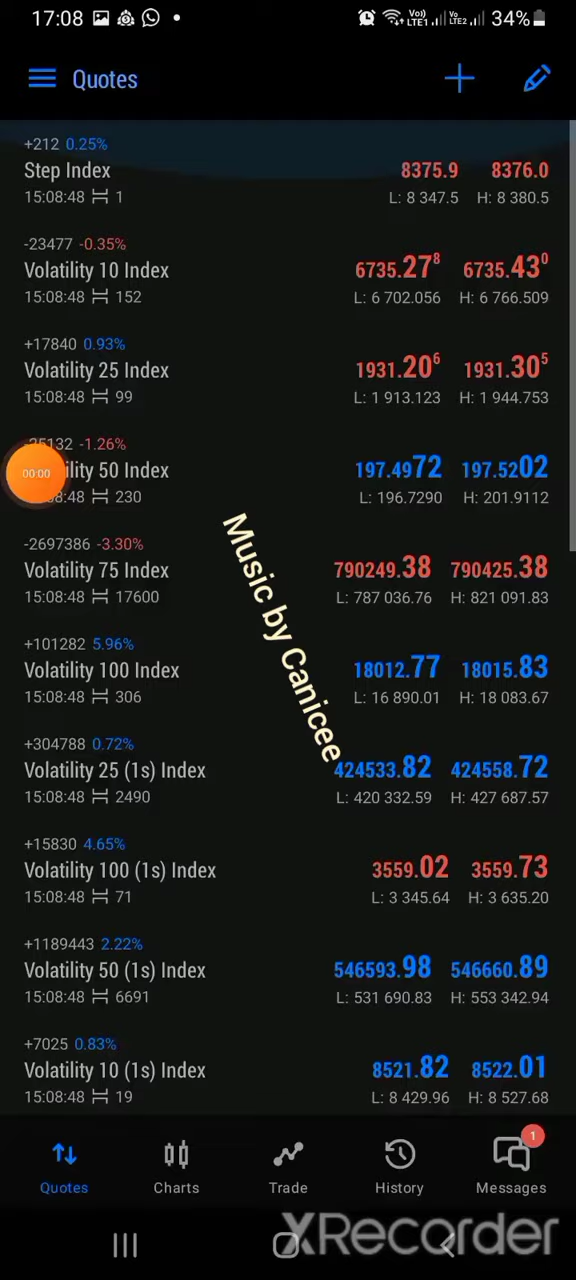 17:08 Vo) LTE1 Vo LTE2 34%
Quotes
+212 0.25%
Step Index 8375.9 8376.0
15:08:48 1 L: 8 347.5 H: 8 380.5
-23477 -0.35%
Volatility 10 Index 6735.278 6735.430
15:08:48 152 L: 6 702.056 H: 6 766.509
+17840 0.93%
Volatility 25 Index 1931.206 1931.305
15:08:48 99 L: 1 913.123 H: 1 944.753
-35132 -1.26%
00:00
ility 50 Index 197.4972 197.5202
8:48 230 L: 196.7290 H: 201.9112
Music by Canicee
-2697386 -3.30%
Volatility 75 Index 790249.38 790425.38
15:08:48 17600 L: 787 036.76 H: 821 091.83
+101282 5.96%
Volatility 100 Index 18012.77 18015.83
15:08:48 306 L: 16 890.01 H: 18 083.67
+304788 0.72%
Volatility 25 (1s) Index 424533.82 424558.72
15:08:48 2490 L: 420 332.59 H: 427 687.57
+15830 4.65%
Volatility 100 (1s) Index 3559.02 3559.73
15:08:48 71 L: 3 345.64 H: 3 635.20
+1189443 2.22%
Volatility 50 (1s) Index 546593.98 546660.89
15:08:48 6691 L: 531 690.83 H: 553 342.94
+7025 0.83%
Volatility 10 (1s) Index 8521.82 8522.01
15:08:48 19 L: 8 429.96 H: 8 527.68
1
Quotes Charts Trade History Messages
XRecorder